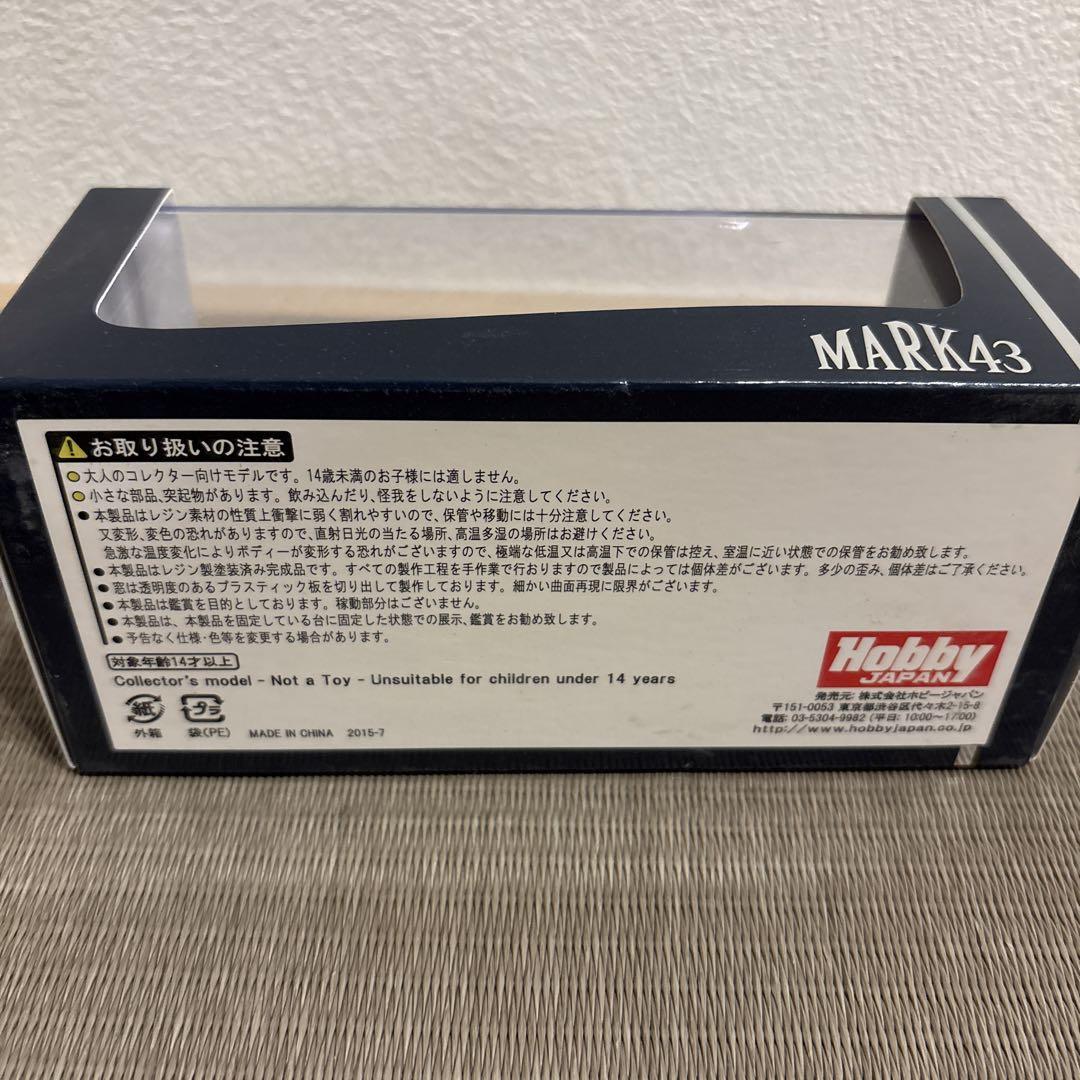 MARK43
お取り扱いの注意
大人のコレクター向けモデルです。14歳未満のお子様には適しません。
小さな部品、突起物があります。飲み込んだり、怪我をしないように注意してください。
本製品はレジン素材の性質上衝撃に弱く割れやすいので、保管や移動には十分注意してください。
又変形、変色の恐れがありますので、直射日光の当たる場所、高温多湿の場所はお避けください。
急激な温度変化によりボディーが変形する恐れがございますので、極端な低温又は高温下での保管は控え、室温に近い状態での保管をお勧め致します。
本製品はレジン製塗装済み完成品です。すべての製作工程を手作業で行おりますので製品によっては個体差がございます。多少の歪み、個体差はご了承ください。
窓は透明度のあるプラスティック板を切り出して製作しております。細かい曲面再現に限界がございます。
本製品は鑑賞を目的としております。稼動部分はございません。
本製品は、本製品を固定している台に固定した状態での展示、鑑賞をお勧め致します。
予告なく仕様・色等を変更する場合があります。
対象年齢14才以上
Collector's model - Not a Toy - Unsuitable for children under 14 years
紙 プラ
外箱 袋(PE) MADE IN CHINA 2015-7
Hobby
JAPAN
発売元: 株式会社ホビージャパン
〒151-0053 東京都渋谷区代々木2-15-8
電話: 03-5304-9982 (平日: 10:00～17:00)
http://www.hobbyjapan.co.jp